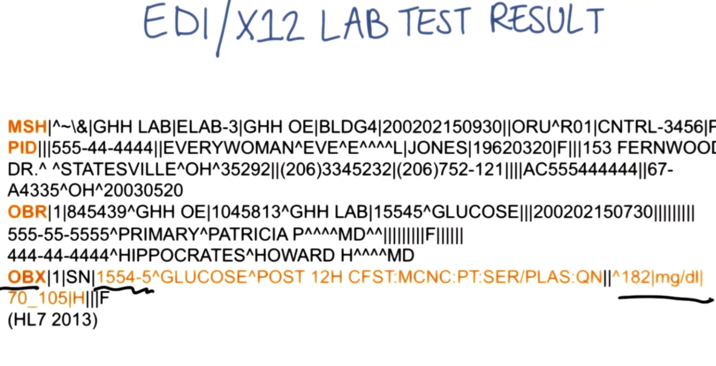 EDI/X12 LAB TEST RESULT
MSH|^~\&|GHH LAB|ELAB-3|GHH OE|BLDG4|200202150930||ORU^R01|CNTRL-3456|P
PID|||555-44-4444||EVERYWOMAN^EVE^E^^^^L|JONES|19620320|F|||153 FERNWOOD
DR.^ ^STATESVILLE^OH^35292||(206)3345232|(206)752-121||||AC555444444||67-
A4335^OH^20030520
OBR|1|845439^GHH OE|1045813^GHH LAB|15545^GLUCOSE|||200202150730|||||||||
555-55-5555^PRIMARY^PATRICIA P^^^^MD^^|||||||||F||||||
444-44-4444^HIPPOCRATES^HOWARD H^^^^MD
OBX|1|SN|1554-5^GLUCOSE^POST 12H CFST:MCNC:PT:SER/PLAS:QN||^182|mg/dl|
70_105|H|||F
(HL7 2013)